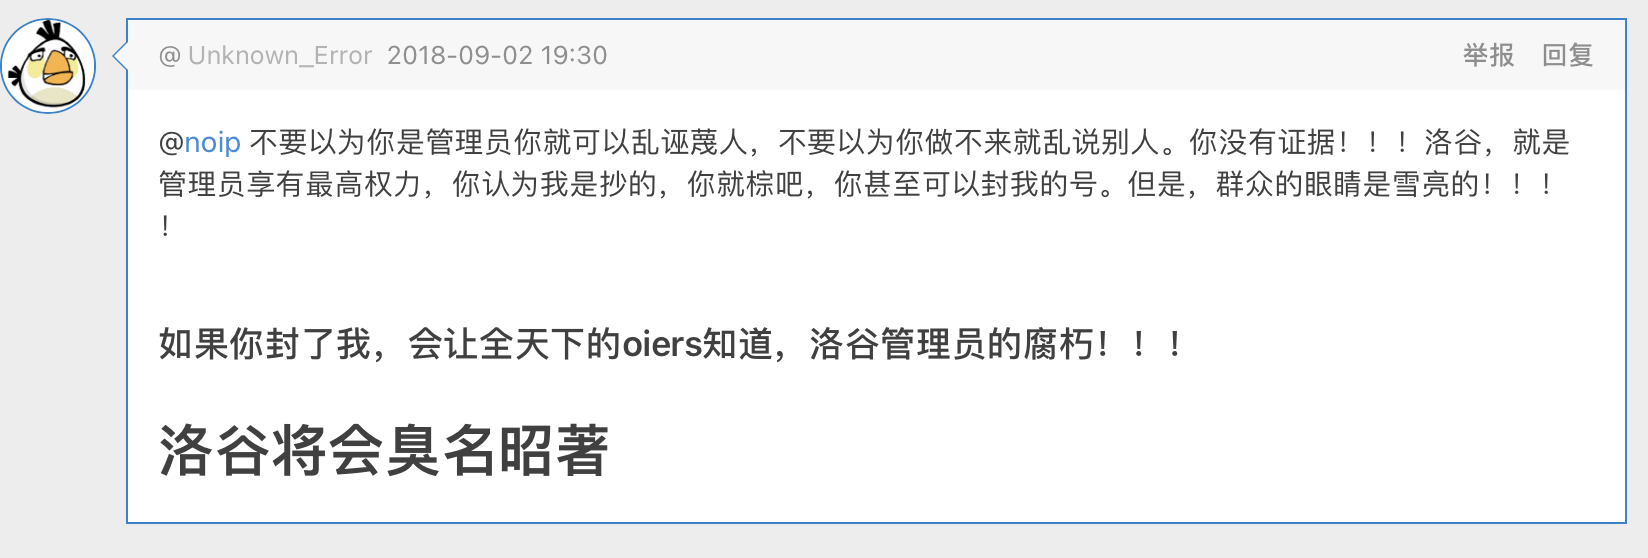 @ Unknown_Error 2018-09-02 19:30 举报 回复
@noip 不要以为你是管理员你就可以乱诬蔑人，不要以为你做不来就乱说别人。你没有证据！！！洛谷，就是
管理员享有最高权力，你认为我是抄的，你就棕吧，你甚至可以封我的号。但是，群众的眼睛是雪亮的！！！
！
如果你封了我，会让全天下的oiers知道，洛谷管理员的腐朽！！！
洛谷将会臭名昭著